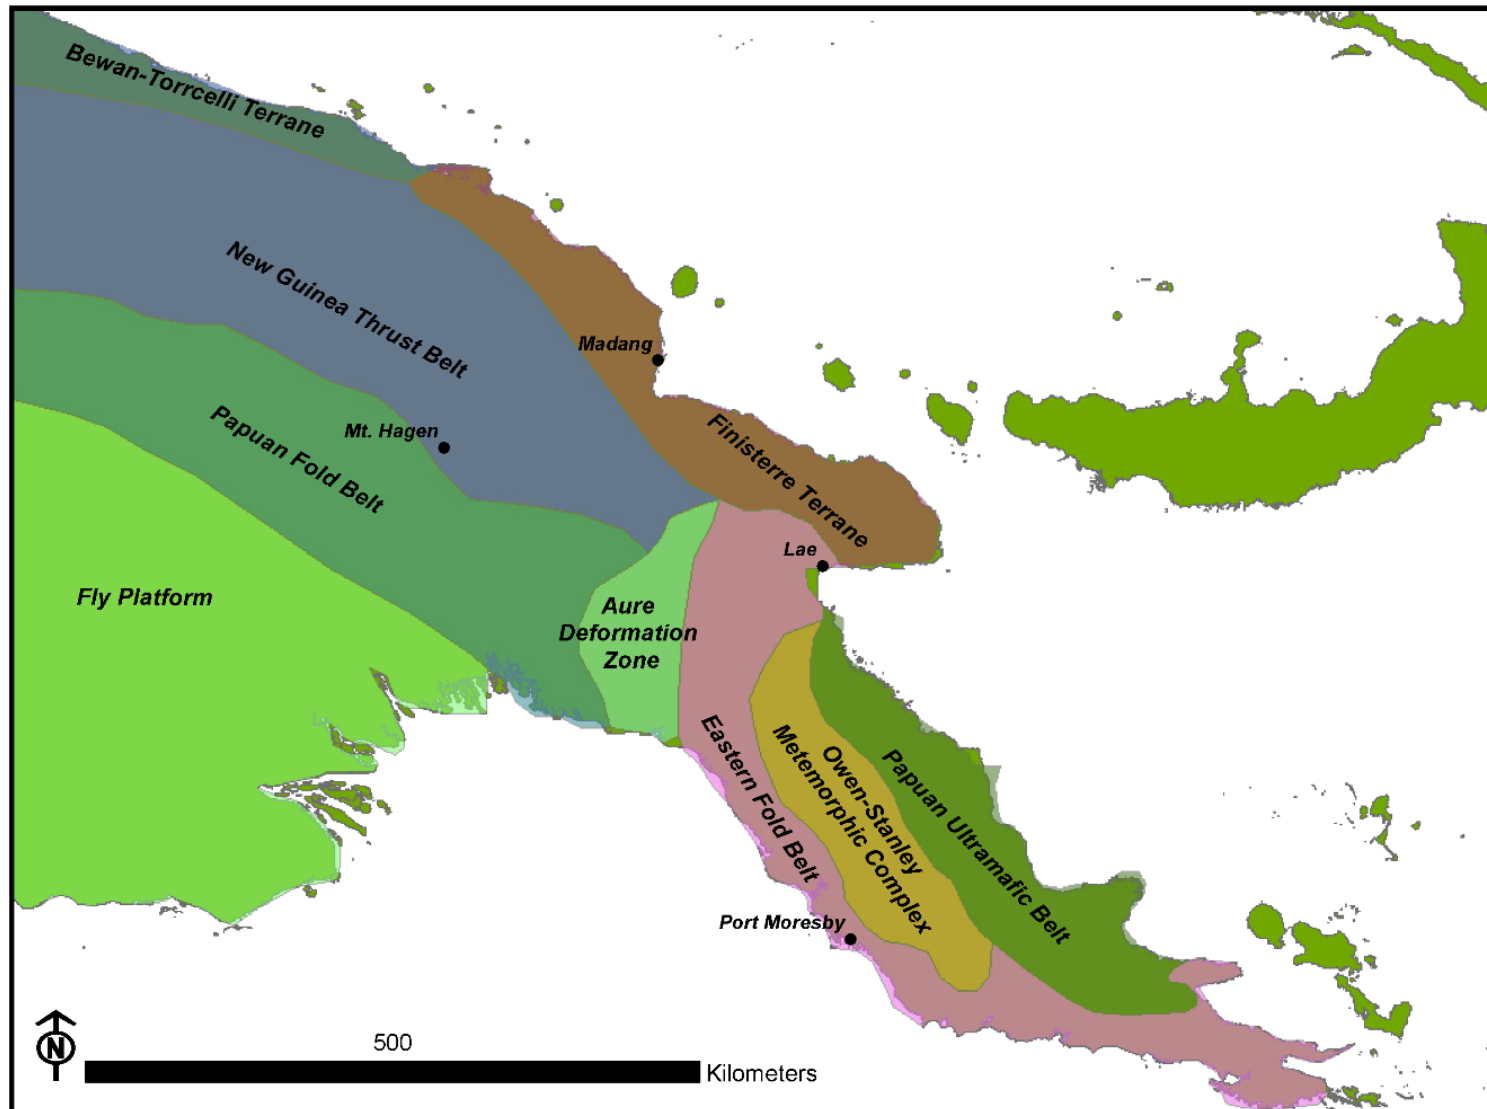 Bewan-Torrcelli Terrane
New Guinea Thrust Belt
Madang
Mt. Hagen
Papuan Fold Belt
Finisterre Terrane
Lae
Fly Platform
Aure
Deformation
Zone
Eastern Fold Belt
Owen-Stanley
Metemorphic Complex
Papuan Ultramafic Belt
Port Moresby
N
500
Kilometers